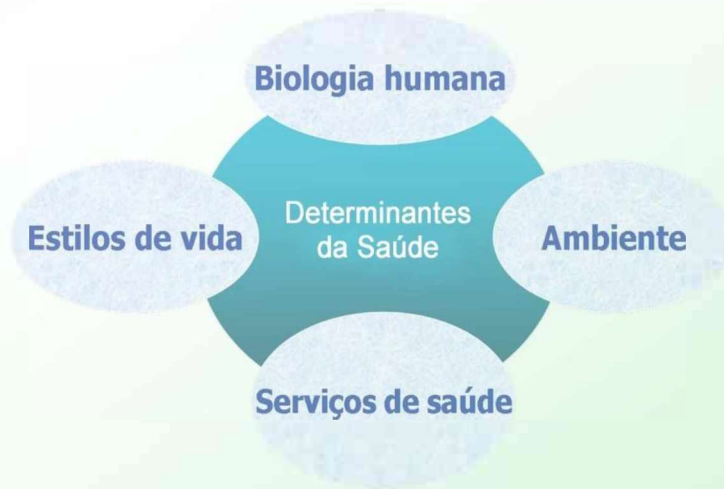 Biologia humana
Estilos de vida
Determinantes
da Saúde
Ambiente
Serviços de saúde